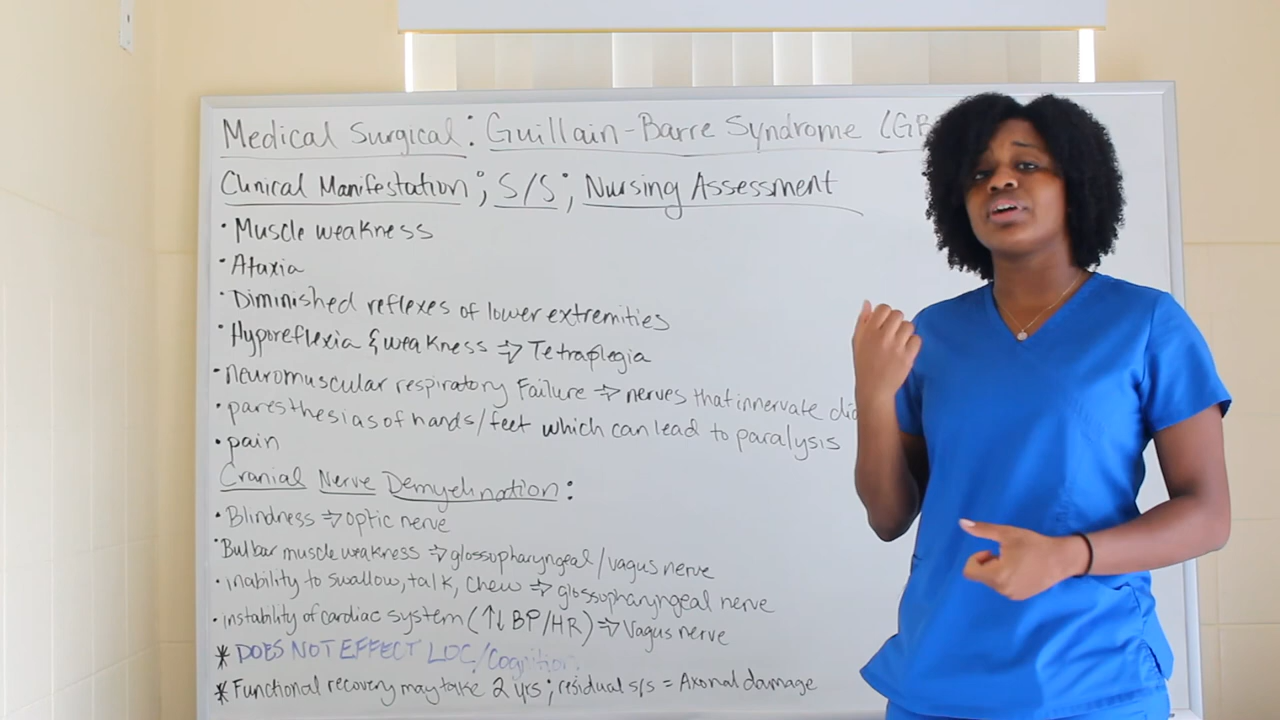 Medical Surgical: Guillain-Barre Syndrome (GB
Clinical Manifestation; S/S; Nursing Assessment
• Muscle weakness
• Ataxia
• Diminished reflexes of lower extremities
• Hyporeflexia & weakness ⇒ Tetraplegia
• neuromuscular respiratory Failure ⇒ nerves that innervate dia
• paresthesias of hands/feet which can lead to paralysis
• pain
Cranial Nerve Demyelination:
• Blindness ⇒ optic nerve
• Bulbar muscle weakness ⇒ glossopharyngeal/vagus nerve
• inability to swallow, talk, chew ⇒ glossopharyngeal nerve
• instability of cardiac system (↑↓ BP/HR) ⇒ Vagus nerve
* DOES NOT EFFECT LOC/Cognition.
* Functional recovery may take 2 yrs; residual s/s = Axonal damage